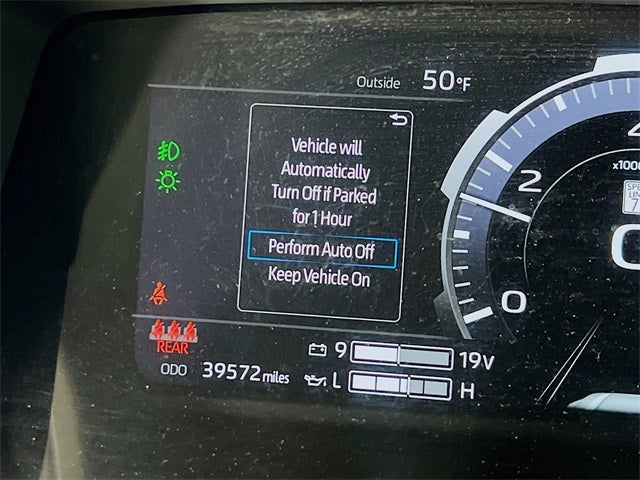 Outside 50°F
Vehicle will
Automatically
Turn Off if Parked
for 1 Hour
Perform Auto Off
Keep Vehicle On
x100
2
0
REAR
9 19V
ODO 39572 miles
L H